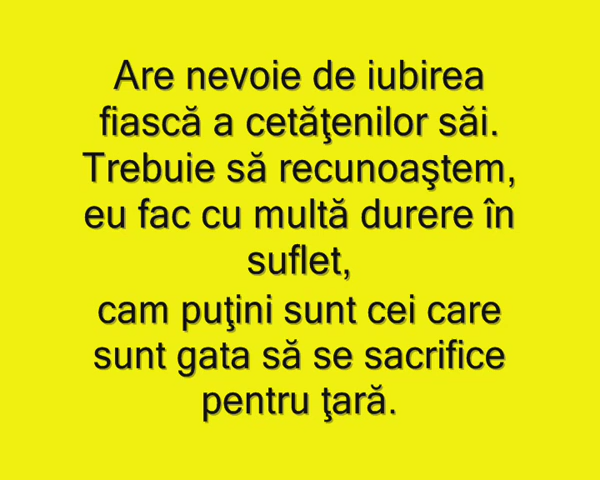 Are nevoie de iubirea
fiască a cetăţenilor săi.
Trebuie să recunoaştem,
eu fac cu multă durere în
suflet,
cam puţini sunt cei care
sunt gata să se sacrifice
pentru ţară.